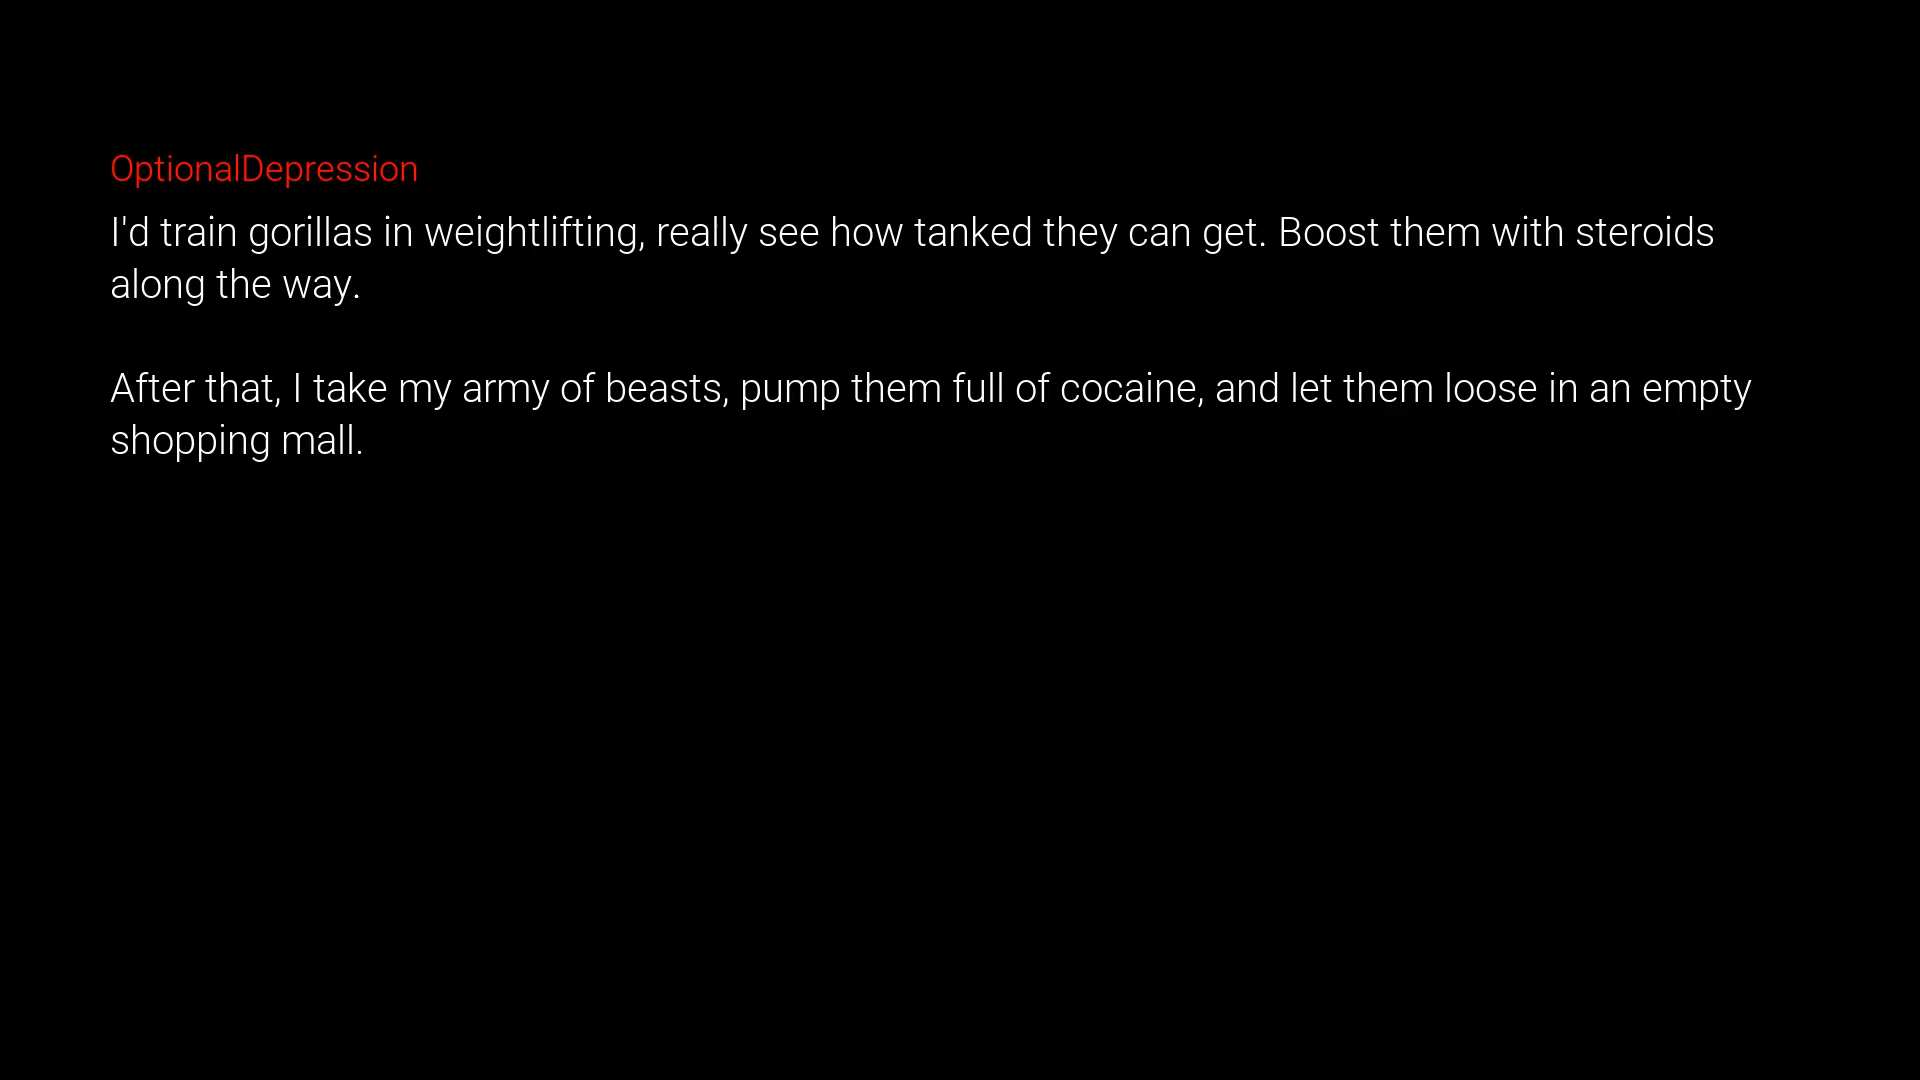 OptionalDepression
I'd train gorillas in weightlifting, really see how tanked they can get. Boost them with steroids
along the way.
After that, I take my army of beasts, pump them full of cocaine, and let them loose in an empty
shopping mall.